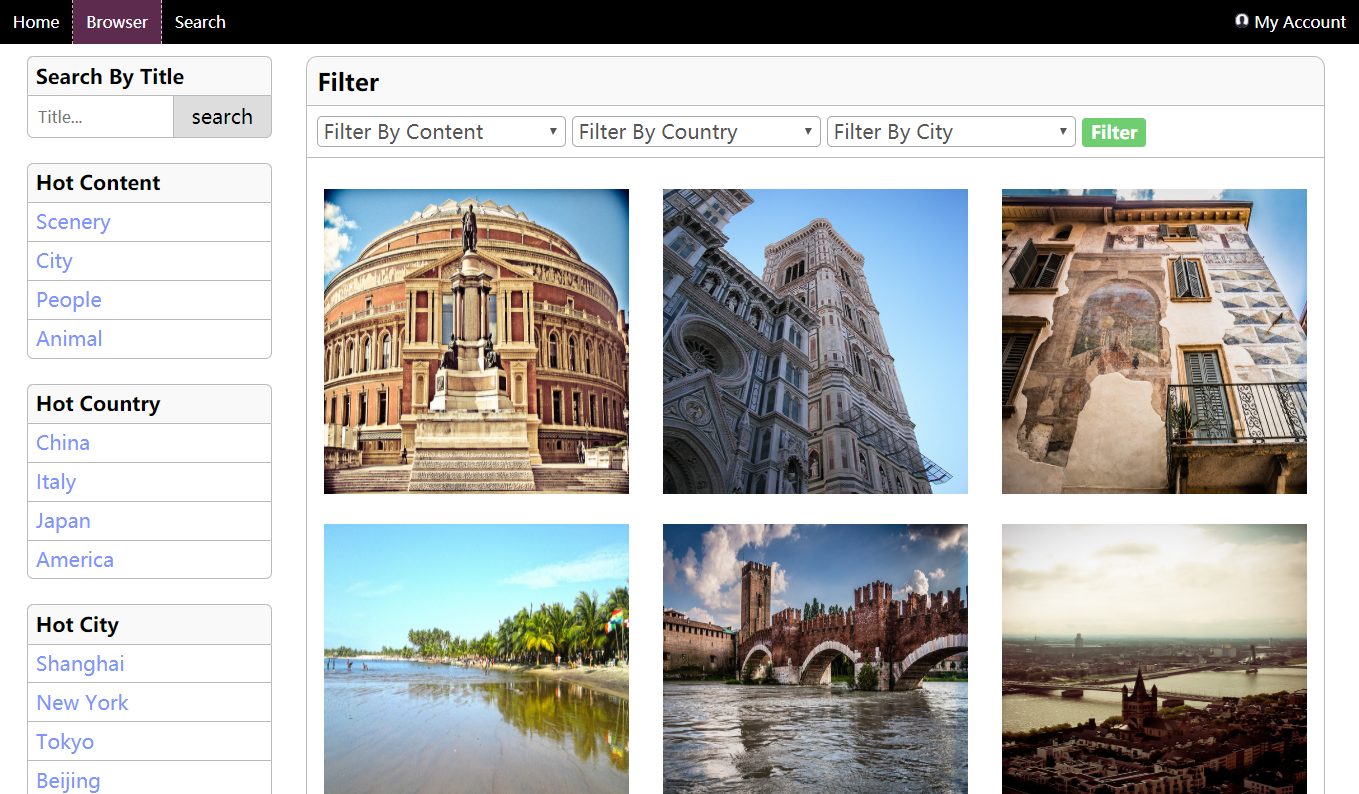 Home Browser Search My Account
Search By Title
Title...
search
Hot Content
Scenery
City
People
Animal
Hot Country
China
Italy
Japan
America
Hot City
Shanghai
New York
Tokyo
Beijing
Filter
Filter By Content Filter By Country Filter By City Filter